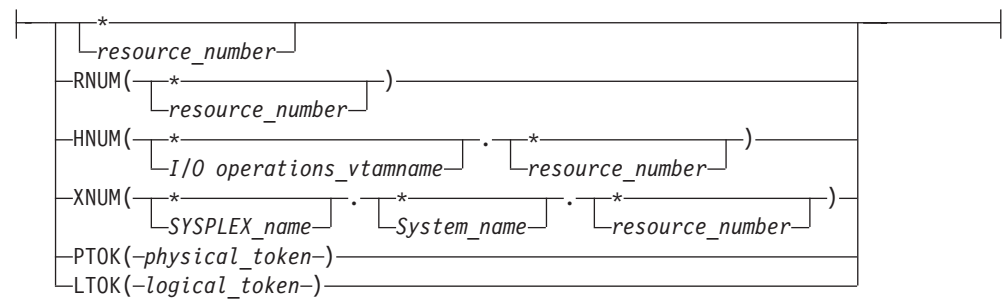 *
resource_number
RNUM( * )
resource_number
HNUM( * . * )
I/O operations_vtamname resource_number
XNUM( * . * . * )
SYSPLEX_name System_name resource_number
PTOK(physical_token)
LTOK(logical_token)